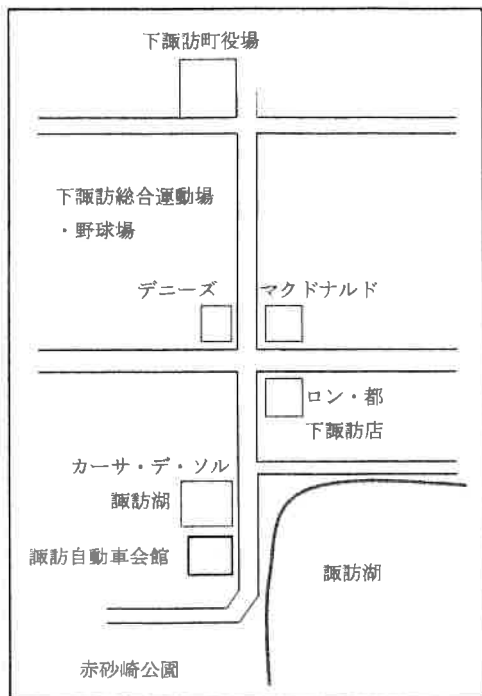 下諏訪町役場
下諏訪総合運動場
・野球場
デニーズ
マクドナルド
ロン・都
下諏訪店
カーサ・デ・ソル
諏訪湖
諏訪自動車会館
諏訪湖
赤砂崎公園